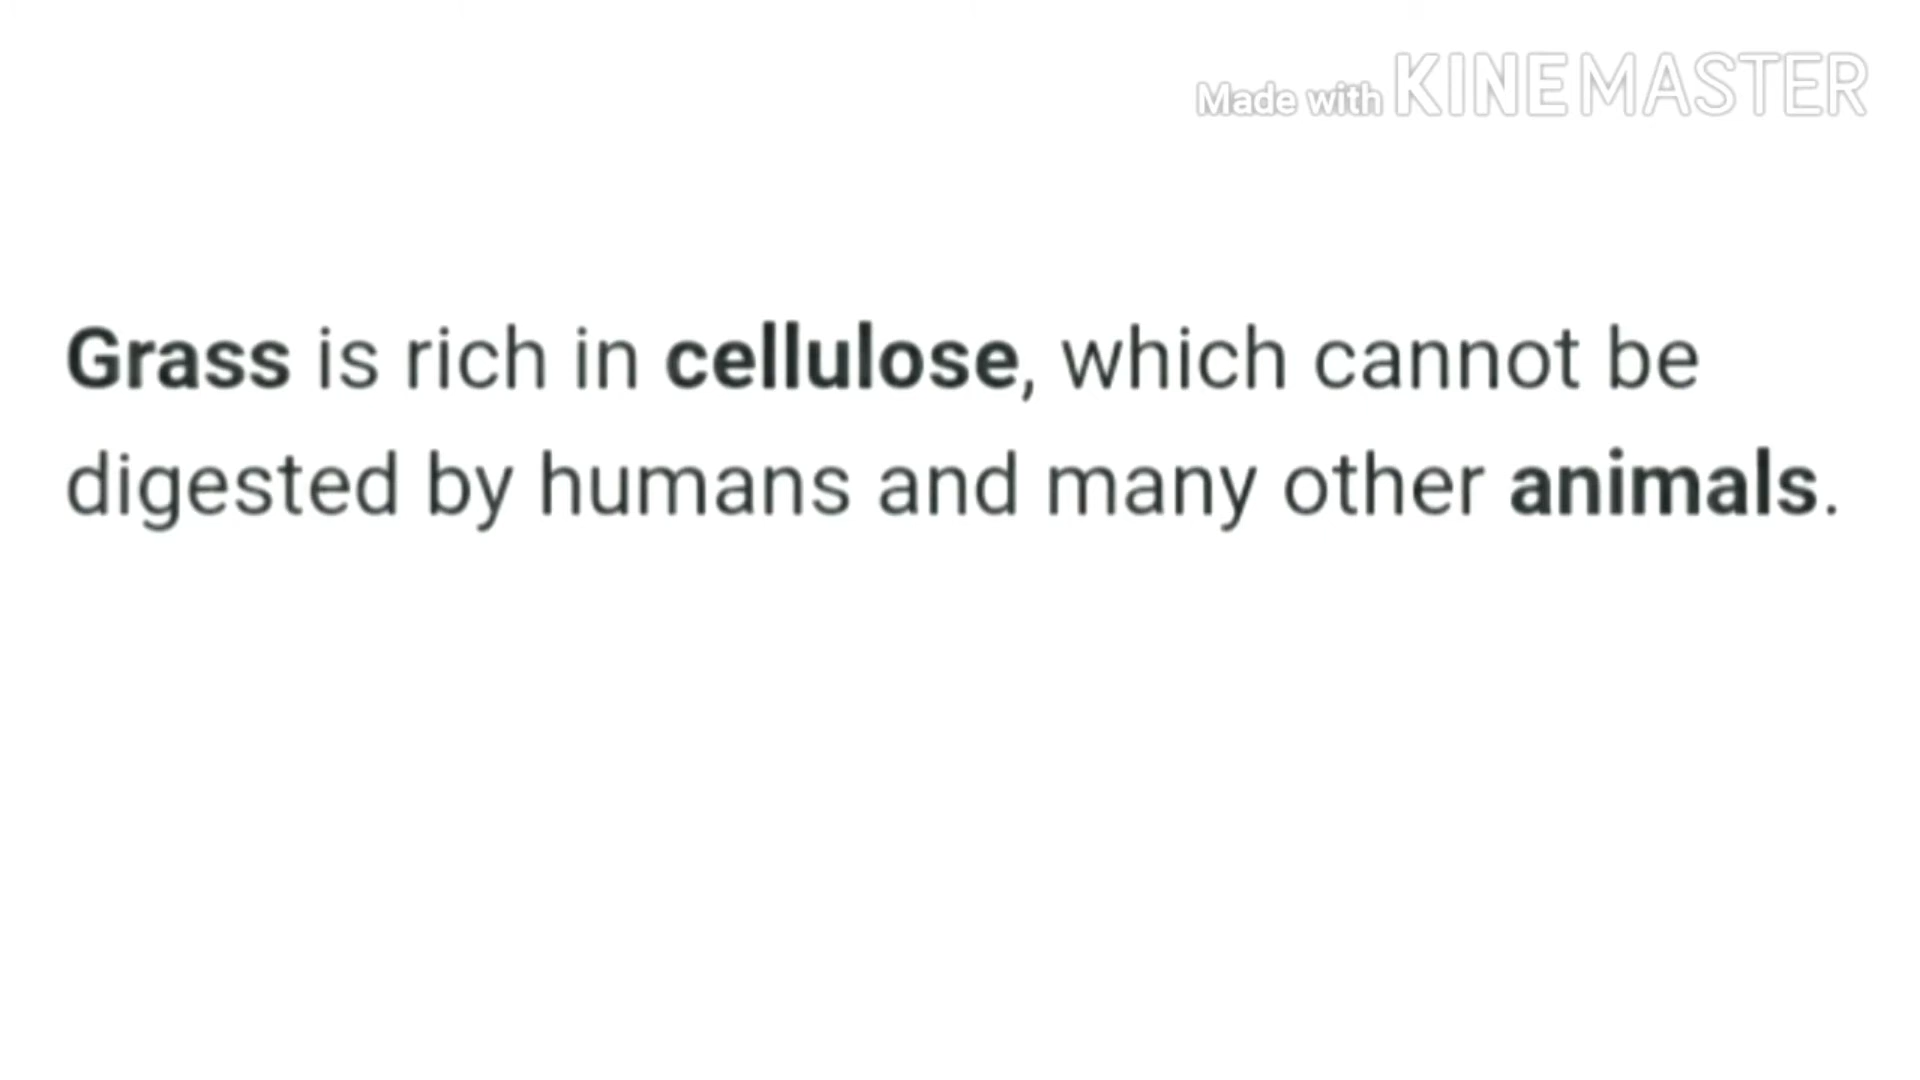 Made with KINEMASTER
Grass is rich in cellulose, which cannot be
digested by humans and many other animals.